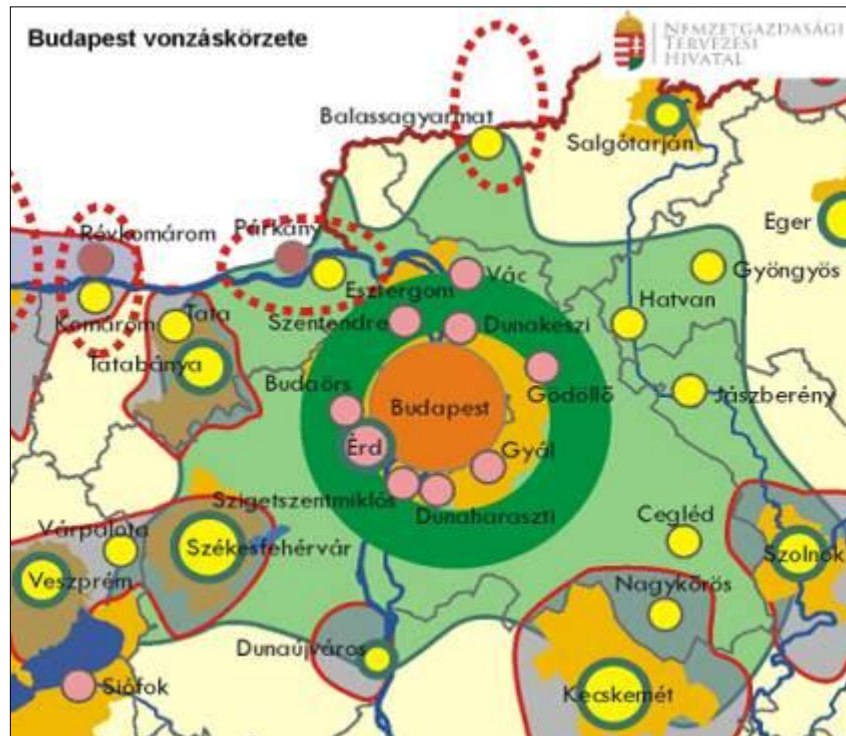 Budapest vonzáskörzete
NEMZETGAZDASÁGI
TERVEZÉSI
HIVATAL
Balassagyarmat
Salgótarján
Eger
Párkány
Révkomárom
Vác
Gyöngyös
Esztergom
Hatvan
Komárom
Tata
Szentendre
Dunakeszi
Tatabánya
Budaörs
Gödöllő
Jászberény
Budapest
Érd
Gyál
Szigetszentmiklós
Dunaharaszti
Cegléd
Várpalota
Székesfehérvár
Szolnok
Veszprém
Nagykőrös
Dunaújváros
Siófok
Kecskemét